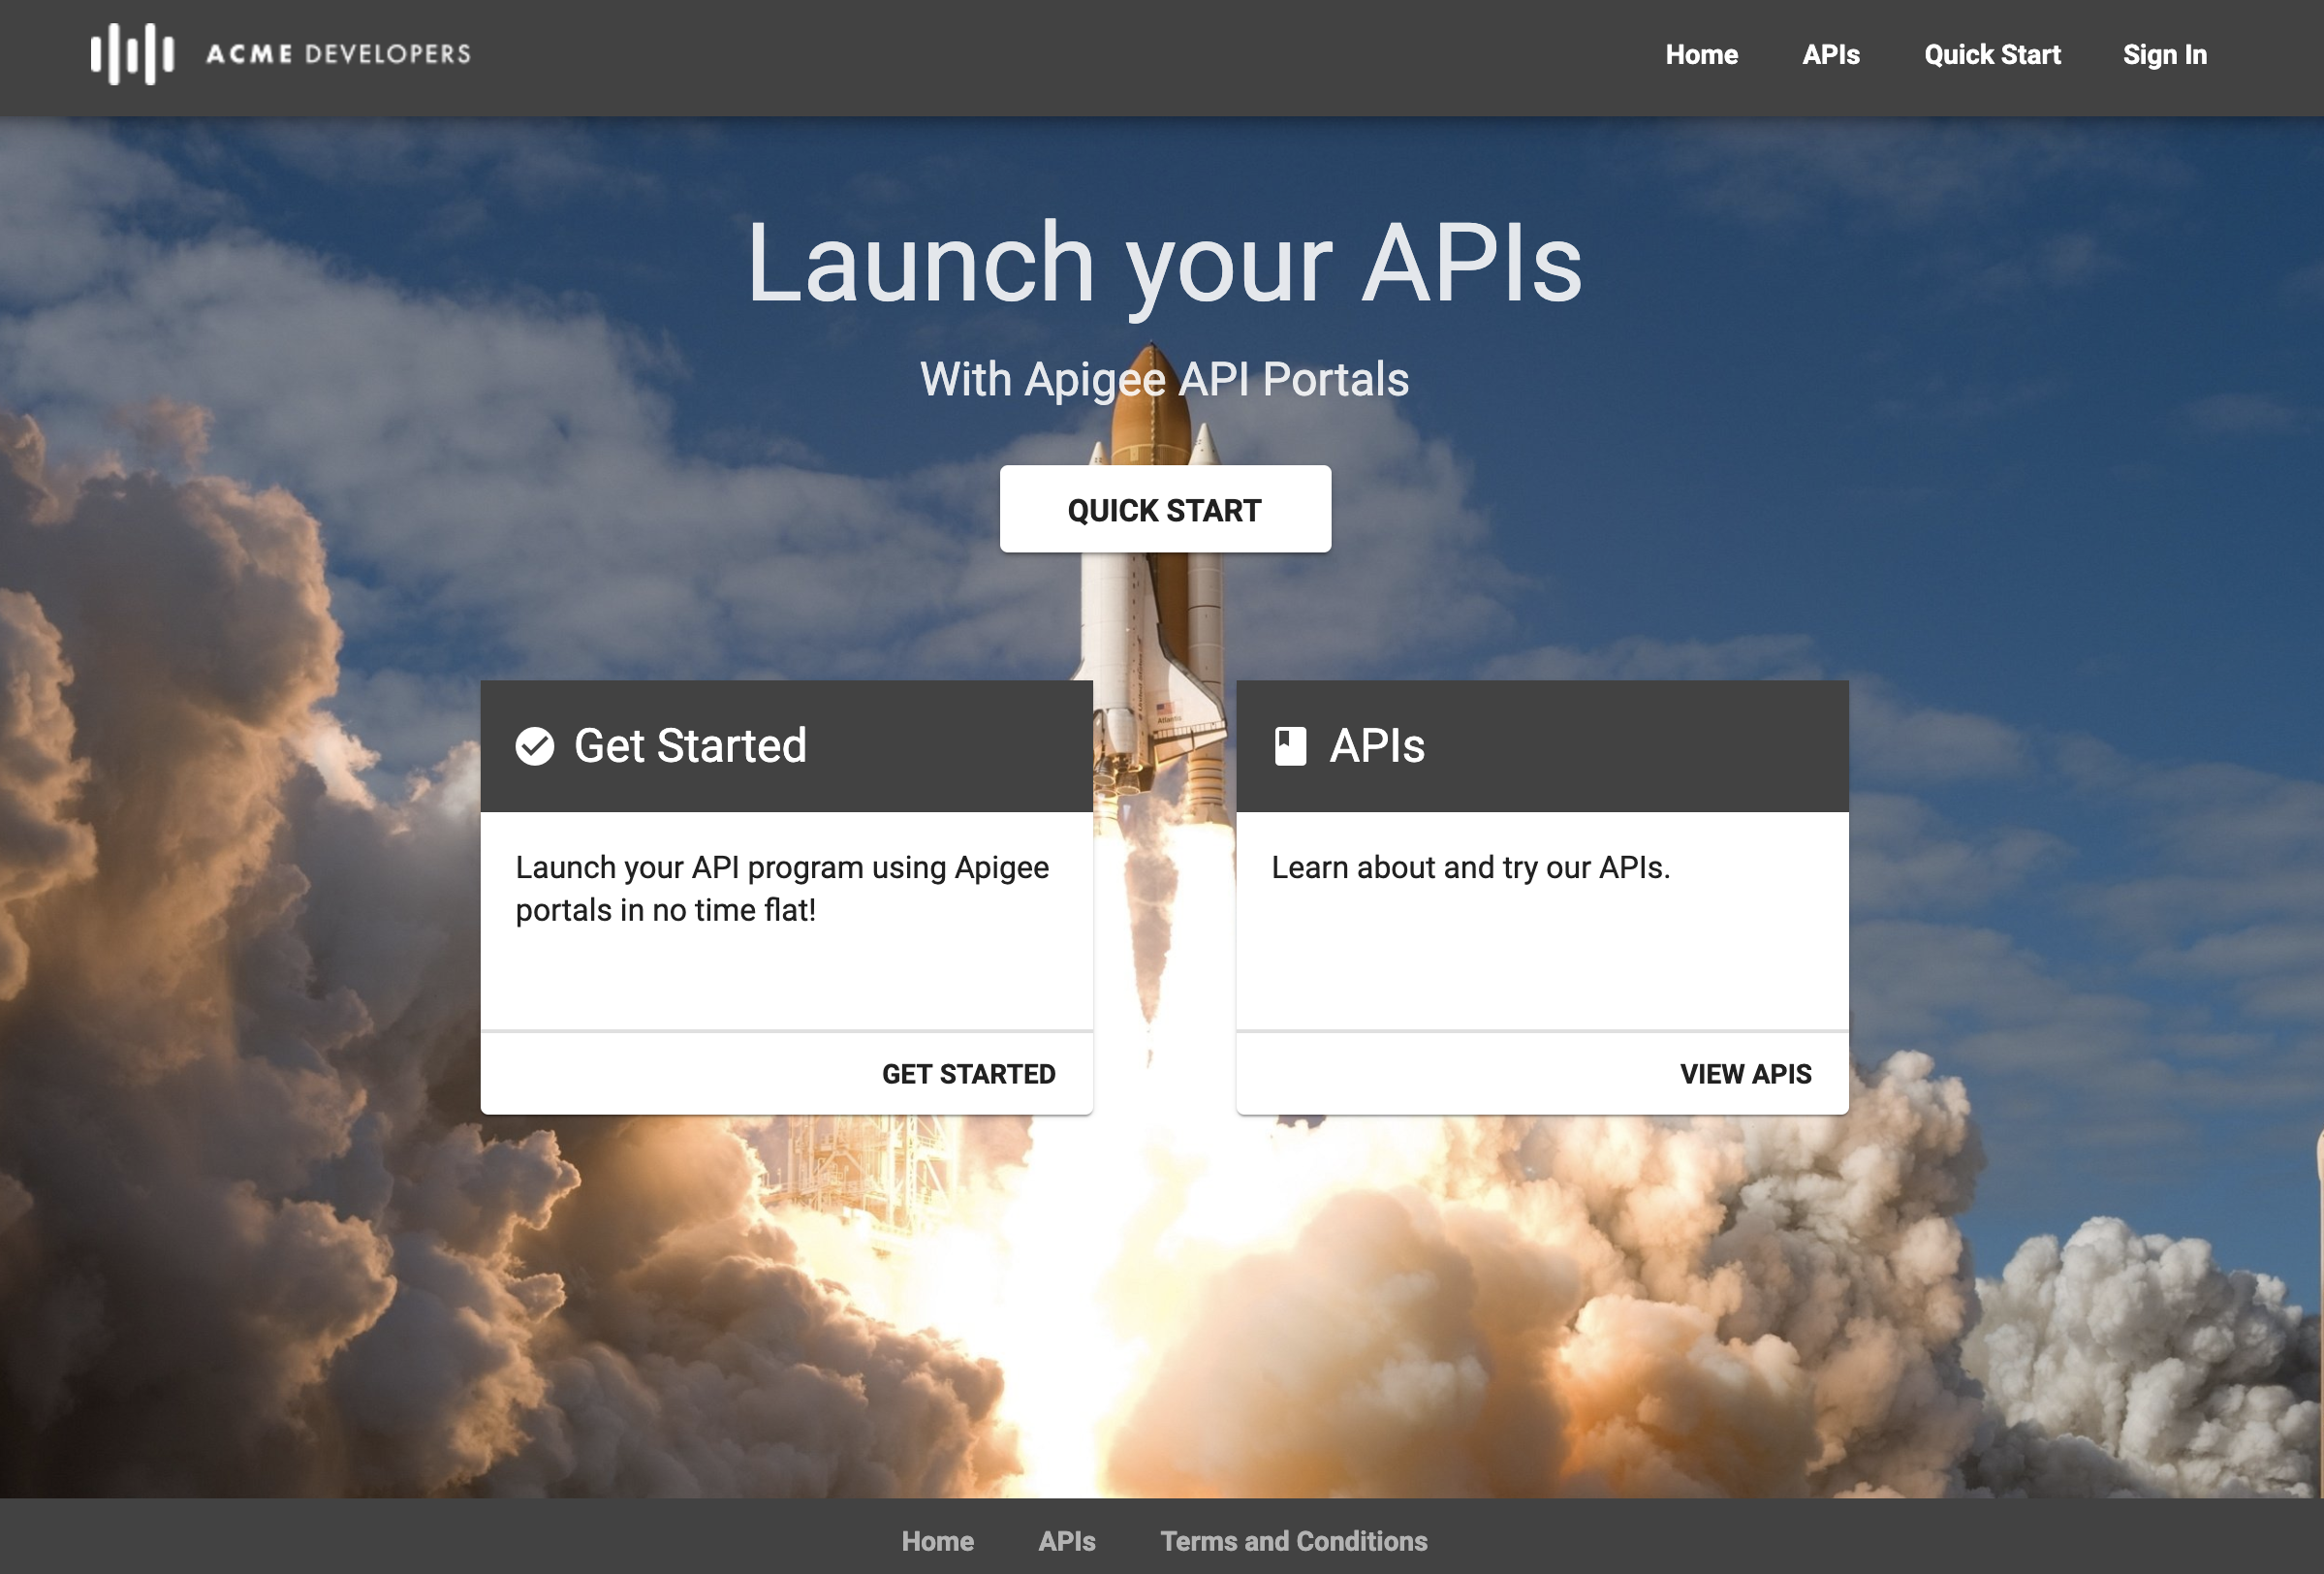 ACME DEVELOPERS
Home APIs Quick Start Sign In
Launch your APIs
With Apigee API Portals
QUICK START
Get Started
Launch your API program using Apigee
portals in no time flat!
GET STARTED
APIs
Learn about and try our APIs.
VIEW APIS
Atlantis
Home APIs Terms and Conditions